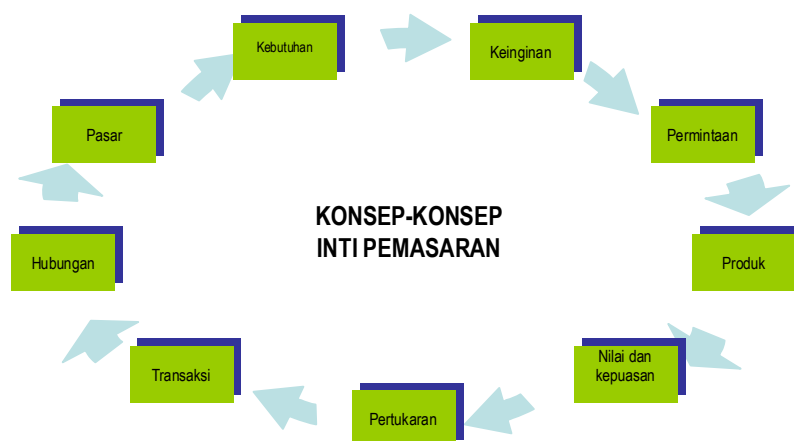 Kebutuhan
Keinginan
Permintaan
Produk
Nilai dan
kepuasan
Pertukaran
Transaksi
Hubungan
Pasar
KONSEP-KONSEP
INTI PEMASARAN